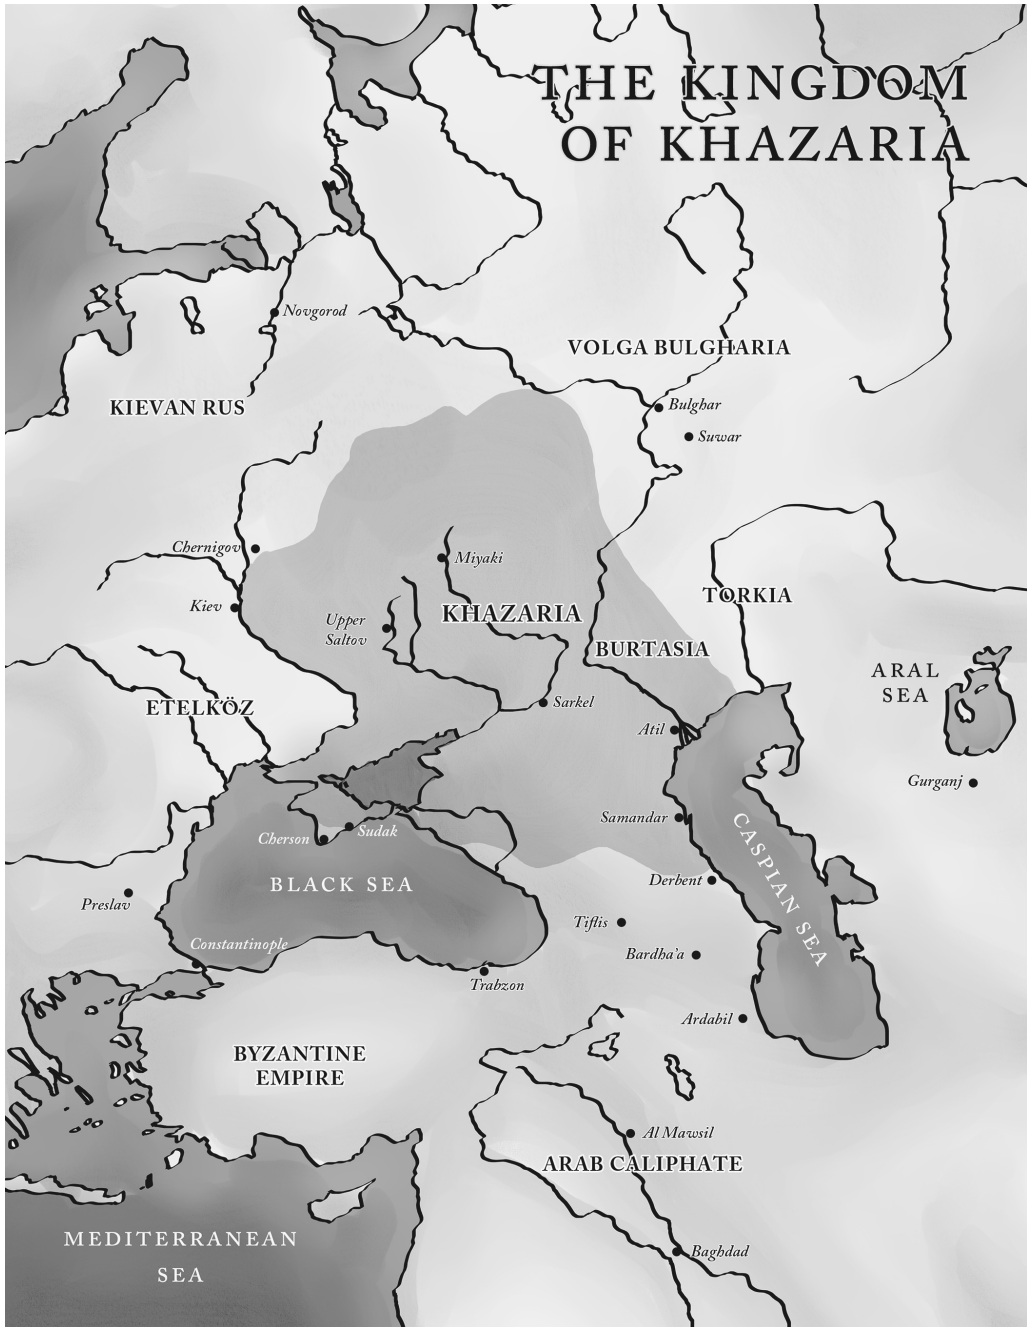 THE KINGDOM
OF KHAZARIA
Novgorod
VOLGA BULGHARIA
KIEVAN RUS
Bulghar
Suwar
Chernigov
Miyaki
Kiev
KHAZARIA
TORKIA
Upper
Saltov
BURTASIA
ARAL
SEA
ETELKÖZ
Sarkel
Atil
Gurganj
Samandar
Cherson
Sudak
CASPIAN SEA
BLACK SEA
Derbent
Preslav
Tiflis
Constantinople
Bardha'a
Trabzon
Ardabil
BYZANTINE
EMPIRE
Al Mawsil
ARAB CALIPHATE
MEDITERRANEAN
SEA
Baghdad